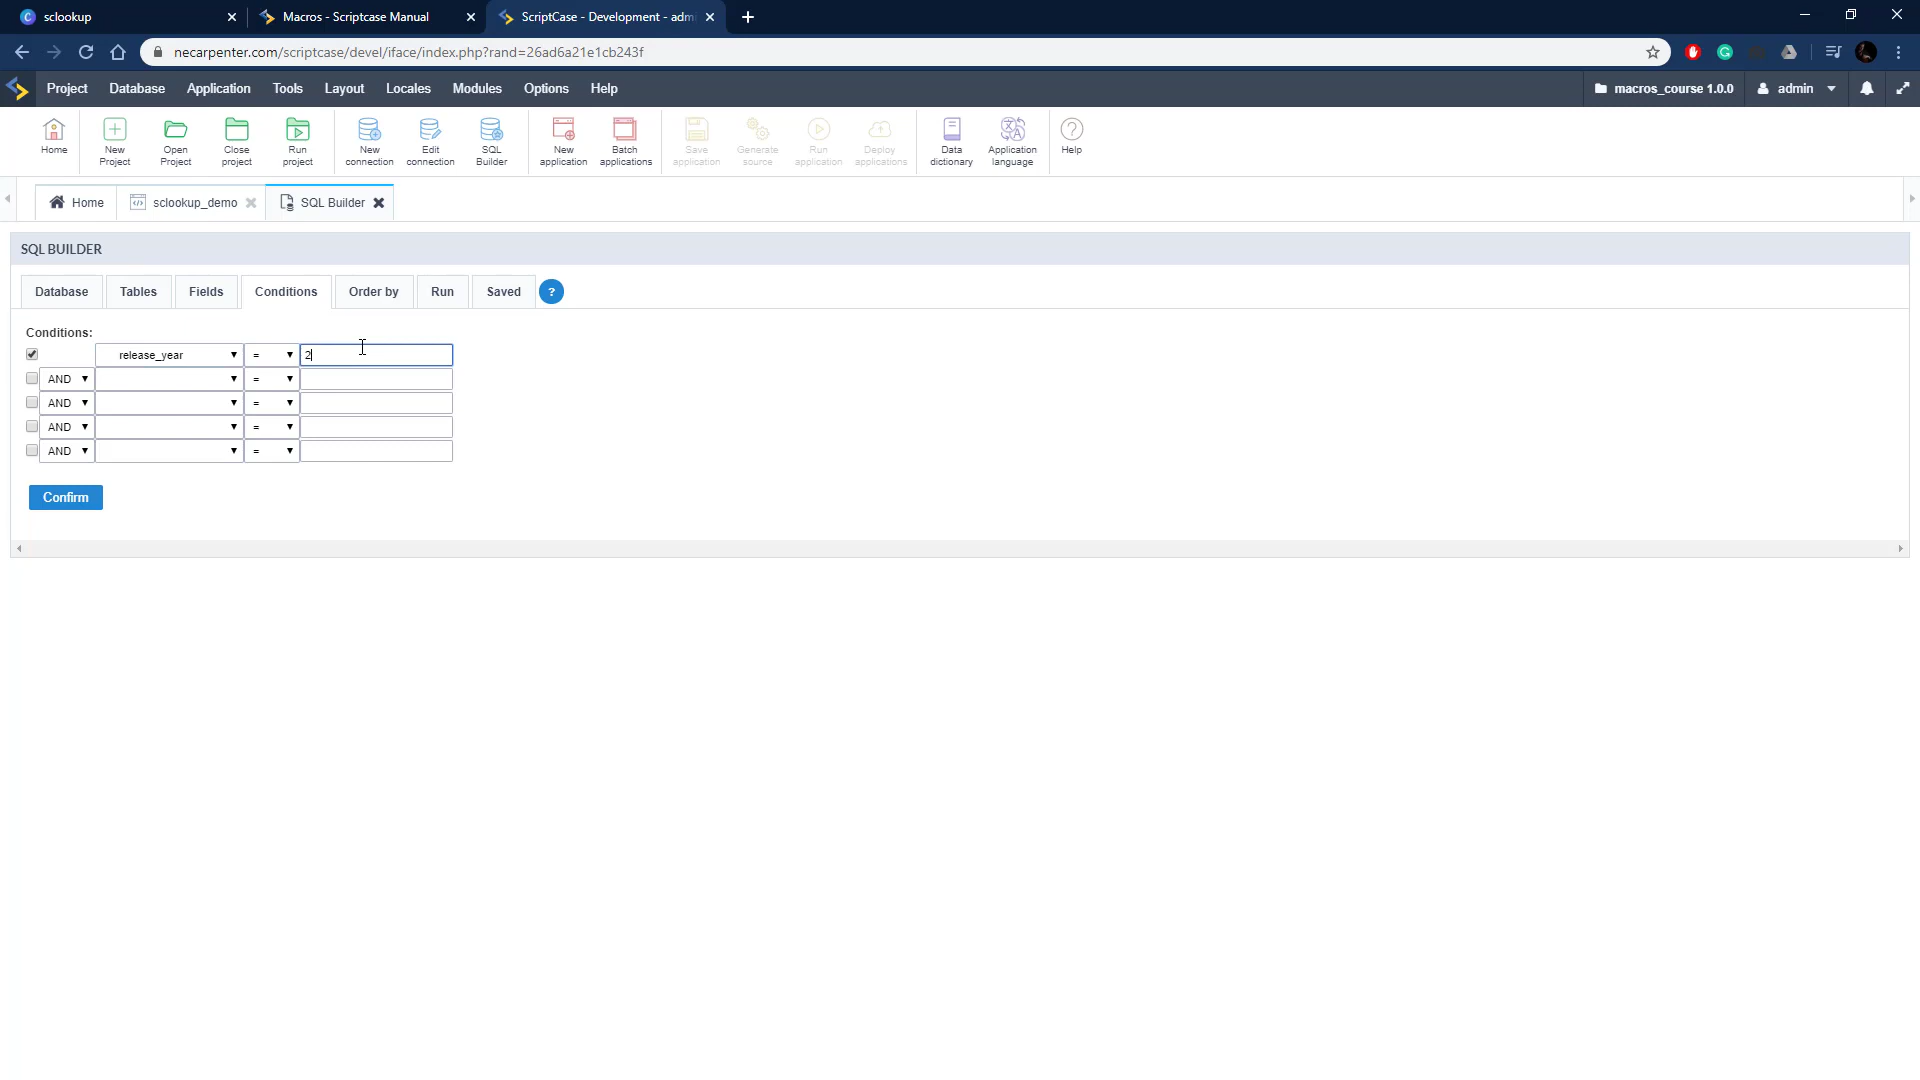 sclookup
Macros - Scriptcase Manual
ScriptCase - Development - adm
necarpenter.com/scriptcase/devel/iface/index.php?rand=26ad6a21e1cb243f
Project Database Application Tools Layout Locales Modules Options Help
macros_course 1.0.0 admin
Home
New Project
Open Project
Close project
Run project
New connection
Edit connection
SQL Builder
New application
Batch applications
Save application
Generate source
Run application
Deploy applications
Data dictionary
Application language
Help
Home sclookup_demo SQL Builder
SQL BUILDER
Database Tables Fields Conditions Order by Run Saved ?
Conditions:
release_year = 2
AND =
AND =
AND =
AND =
Confirm